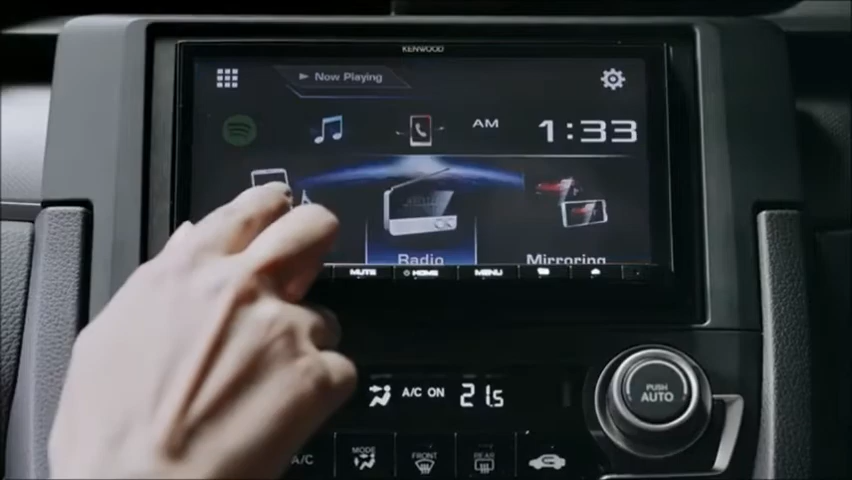 KENWOOD
Now Playing
AM 1:33
Radio
Mirroring
MUTE HOME MENU
A/C ON 21.5
PUSH
AUTO
A/C
MODE
FRONT
REAR